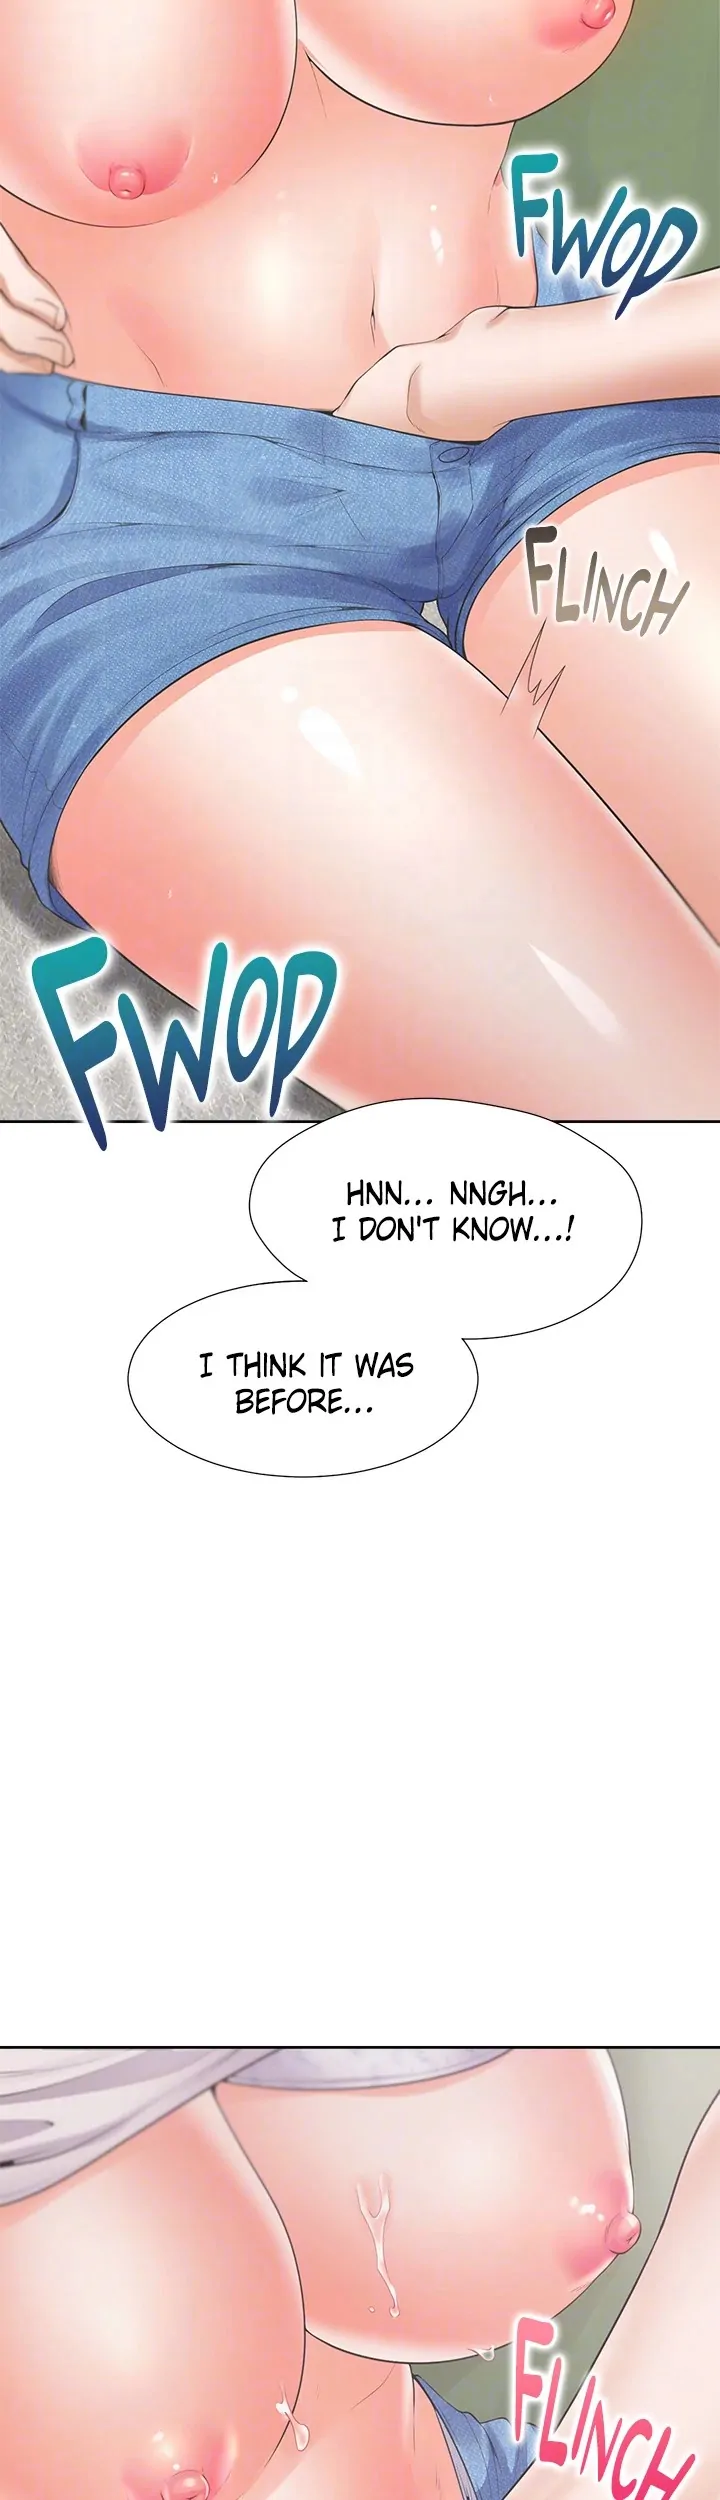 FWOP
FLINCH
FWOP
HNN... NNGH...
I DON'T KNOW...!
I THINK IT WAS
BEFORE...
FLINCH